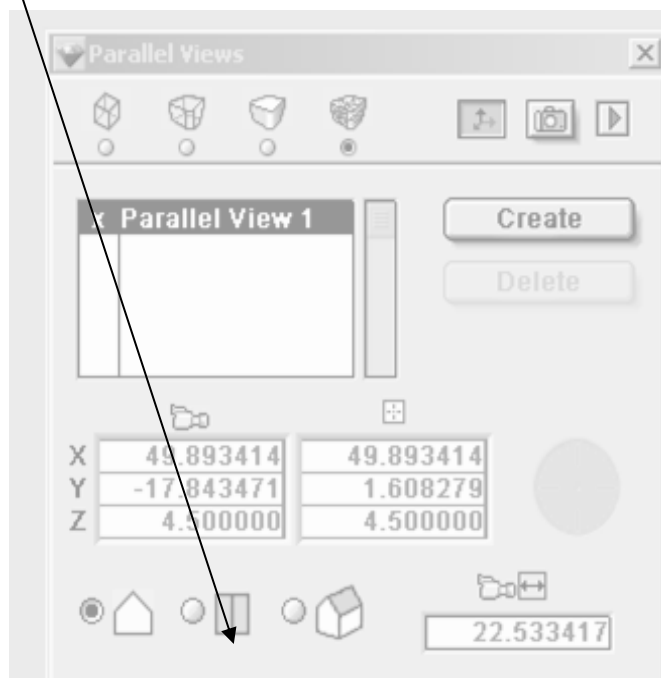 Parallel Views
x Parallel View 1
Create
Delete
X 49.893414 49.893414
Y -17.843471 1.608279
Z 4.500000 4.500000
22.533417